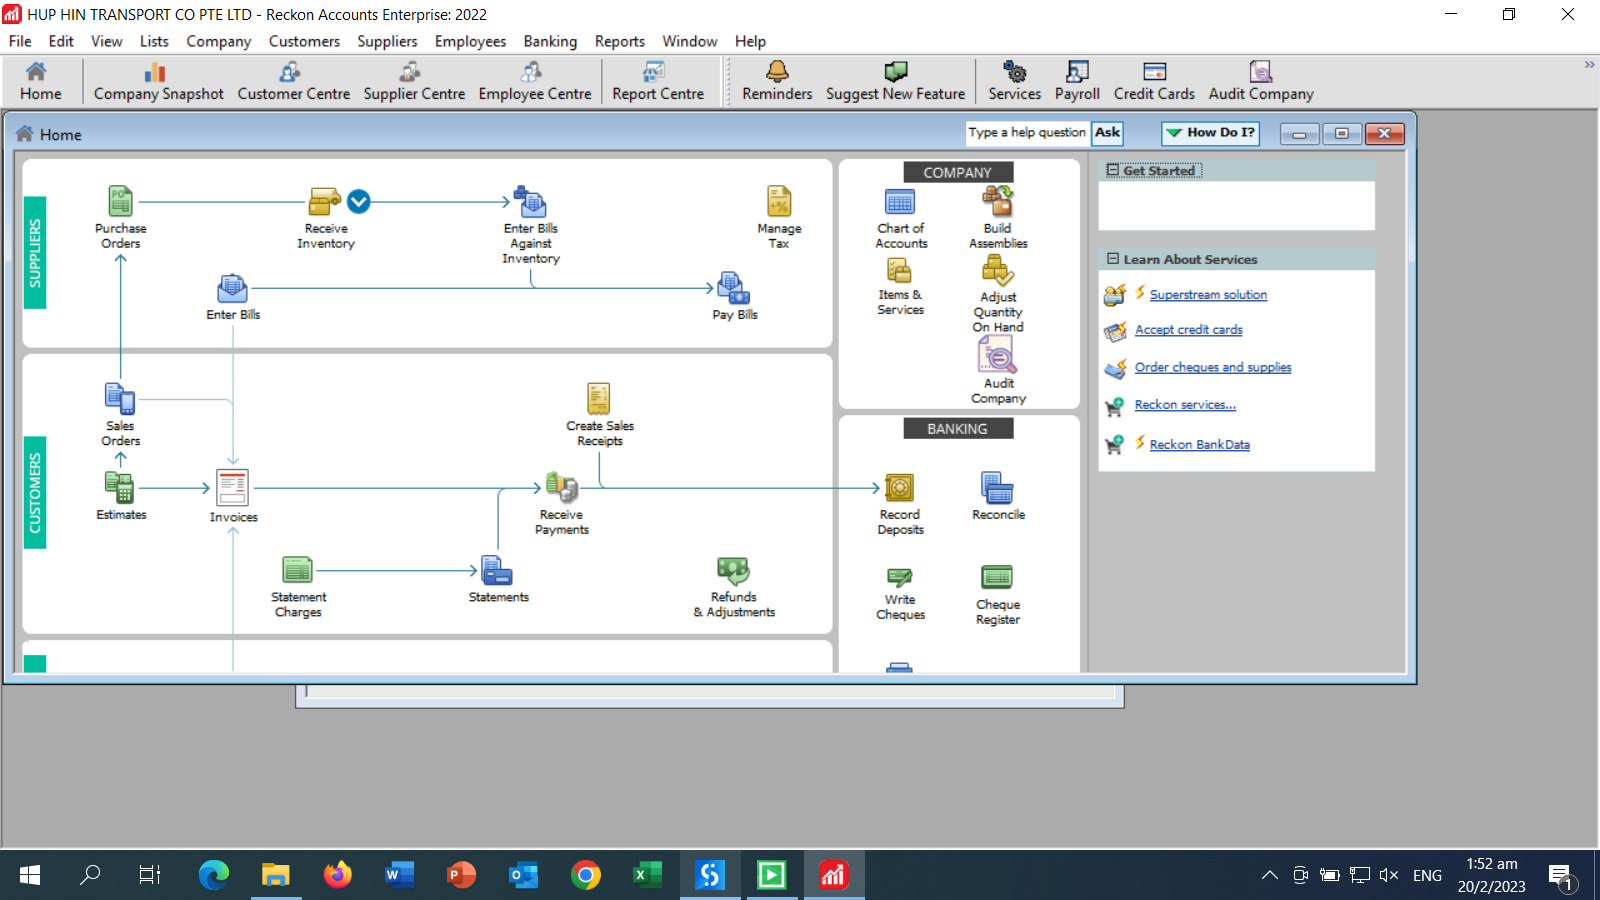 HUP HIN TRANSPORT CO PTE LTD - Reckon Accounts Enterprise: 2022
File Edit View Lists Company Customers Suppliers Employees Banking Reports Window Help
Home Company Snapshot Customer Centre Supplier Centre Employee Centre Report Centre Reminders Suggest New Feature Services Payroll Credit Cards Audit Company
Home
Type a help question Ask
How Do I?
SUPPLIERS
PO
Purchase
Orders
Receive
Inventory
Enter Bills
Against
Inventory
Manage
Tax
Enter Bills
Pay Bills
CUSTOMERS
Sales
Orders
Create Sales
Receipts
Estimates
Invoices
Receive
Payments
Statement
Charges
Statements
Refunds
& Adjustments
COMPANY
Chart of
Accounts
Build
Assemblies
Items &
Services
Adjust
Quantity
On Hand
Audit
Company
BANKING
Record
Deposits
Reconcile
Write
Cheques
Cheque
Register
Get Started
Learn About Services
Superstream solution
Accept credit cards
Order cheques and supplies
Reckon services...
Reckon BankData
ENG
1:52 am
20/2/2023
1